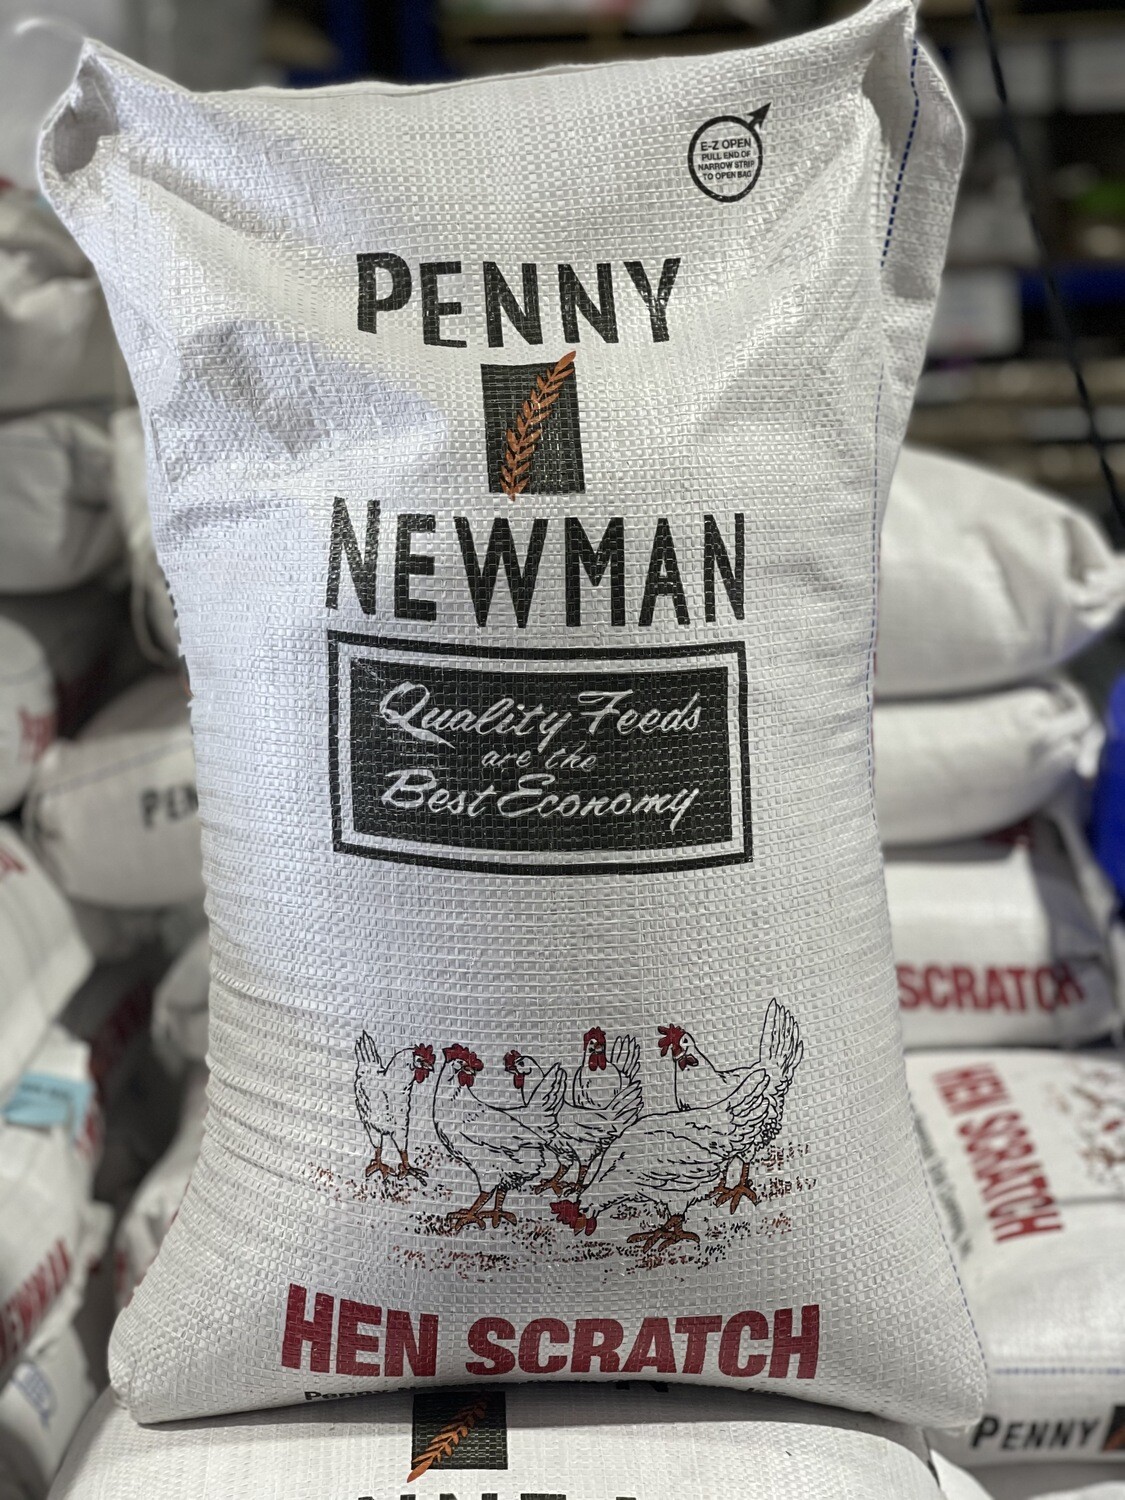 E-Z OPEN
PULL END OF
NARROW STRIP
TO OPEN BAG
PENNY
NEWMAN
Quality Feeds
are the
Best Economy
HEN SCRATCH
Penny
PEN
SCRATCH
HEN SCRATCH
NEWMAN
PENNY